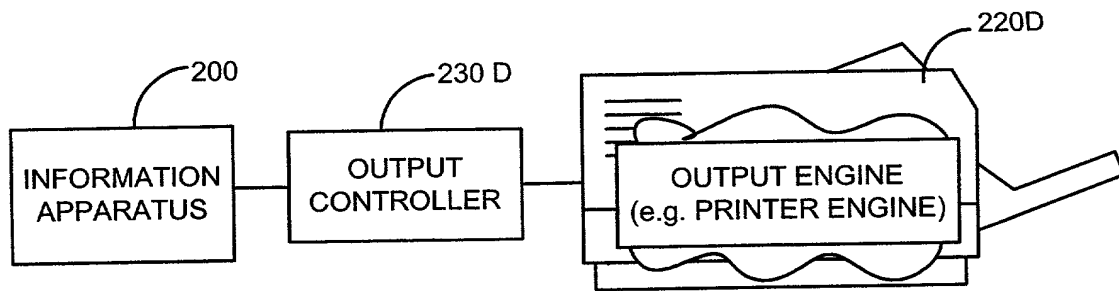 220D
200
230 D
INFORMATION
APPARATUS
OUTPUT
CONTROLLER
OUTPUT ENGINE
(e.g. PRINTER ENGINE)